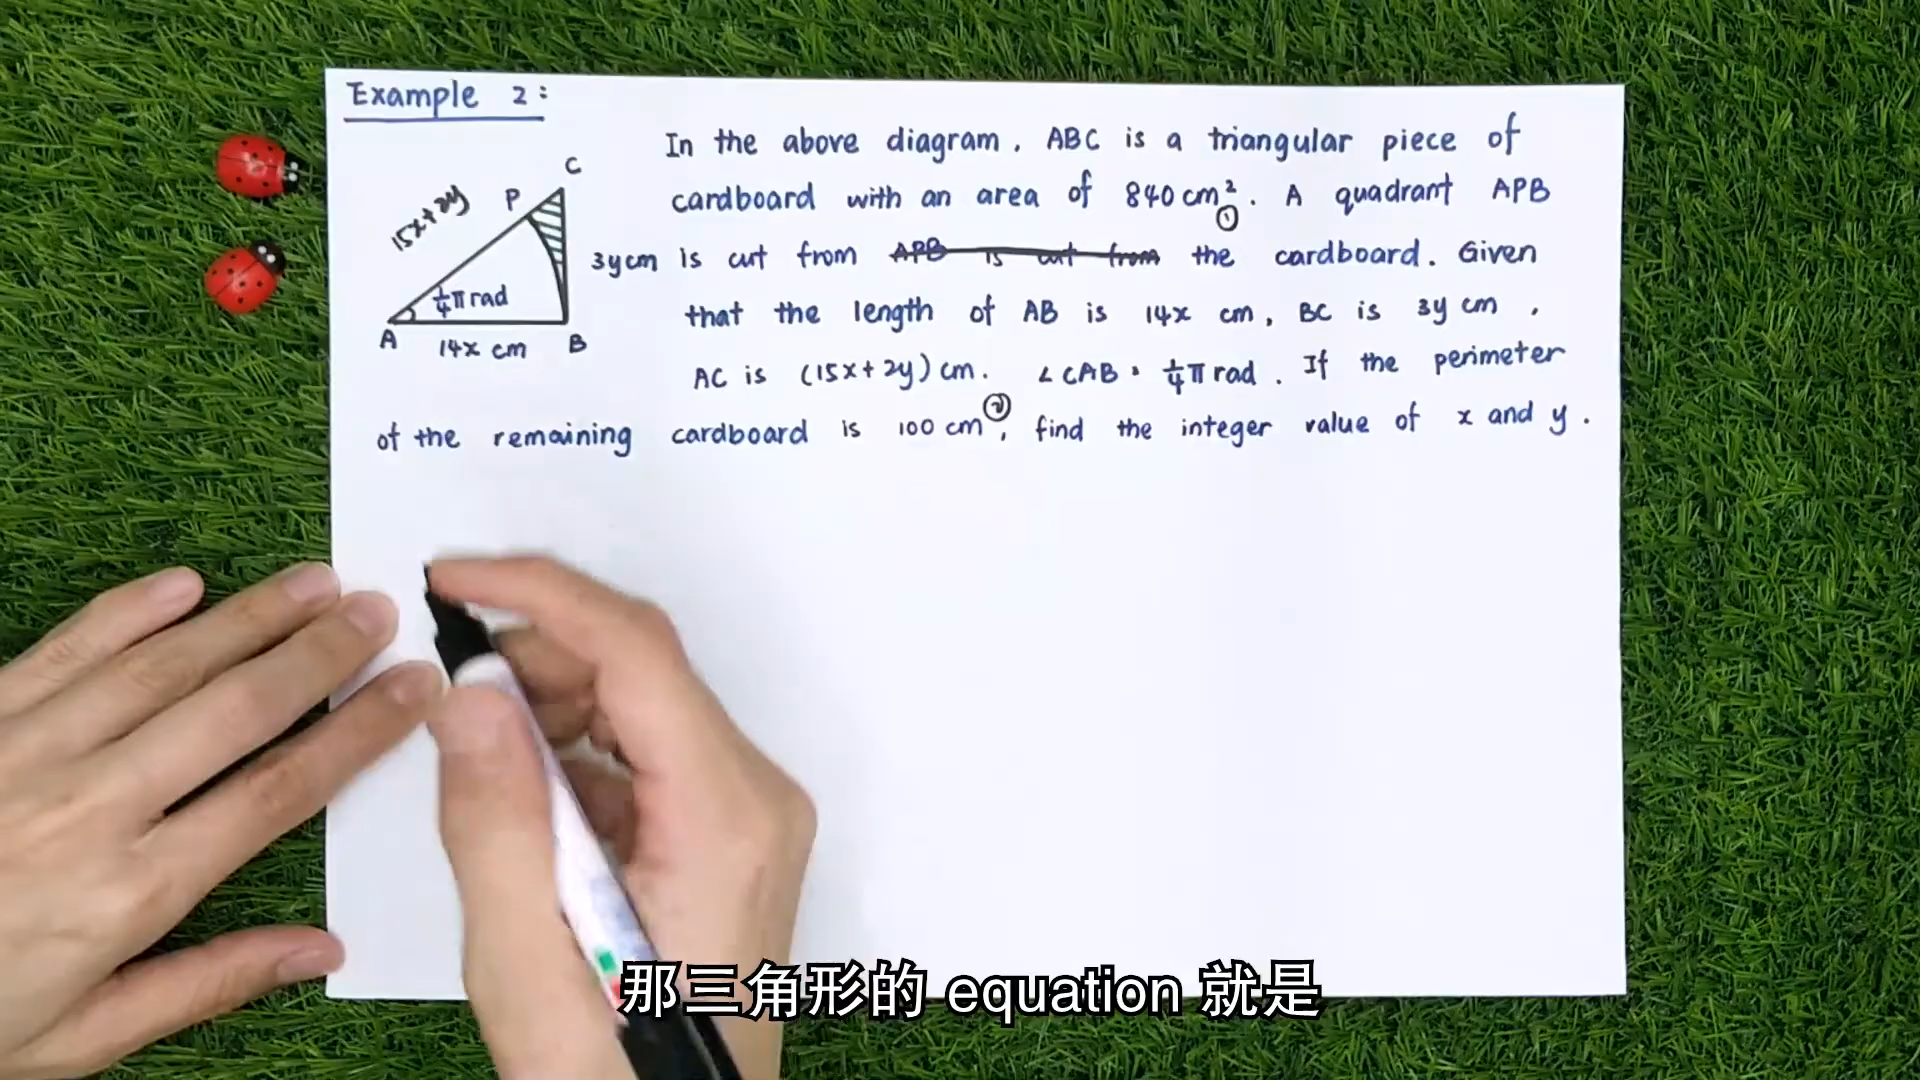 Example 2:
C
P
15x+2y
3y cm
¼π rad
A
14x cm
B
In the above diagram, ABC is a triangular piece of
cardboard with an area of 840 cm². A quadrant APB
①
is cut from APB is cut from the cardboard. Given
that the length of AB is 14x cm, BC is 3y cm,
AC is (15x+2y) cm. ∠CAB = ¼π rad. If the perimeter
of the remaining cardboard is 100 cm, find the integer value of x and y.
②
那三角形的 equation 就是